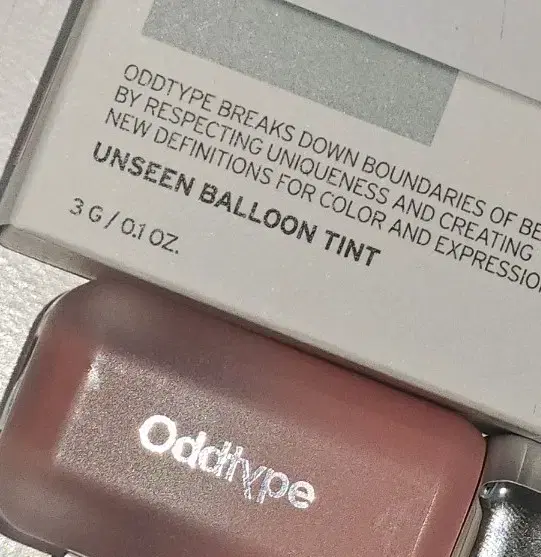 ODDTYPE BREAKS DOWN BOUNDARIES OF
BY RESPECTING UNIQUENESS AND CREATING
NEW DEFINITIONS FOR COLOR AND
UNSEEN BALLOON TINT
3 G / 0.1 OZ.
Oddtype